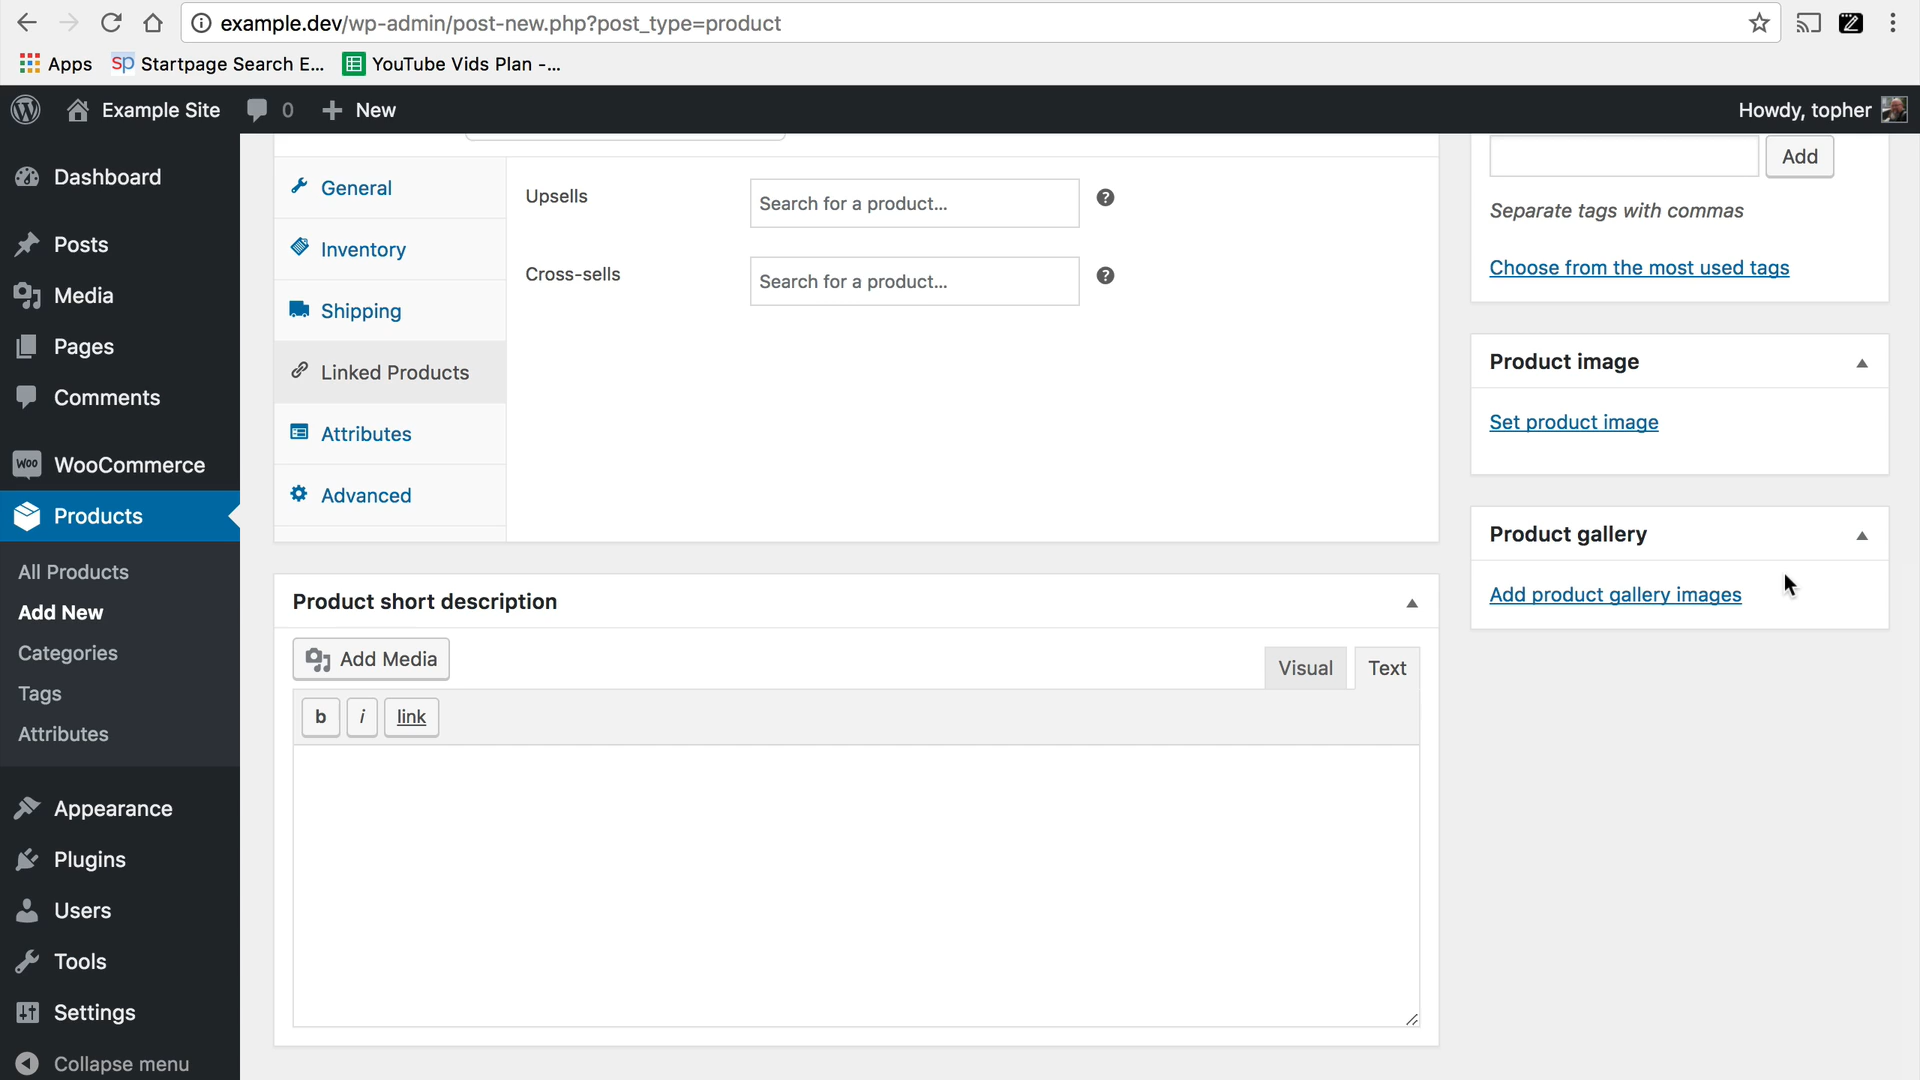 example.dev/wp-admin/post-new.php?post_type=product
Apps
sp Startpage Search E...
YouTube Vids Plan -...
Example Site
0
New
Howdy, topher
Dashboard
Posts
Media
Pages
Comments
Woo WooCommerce
Products
All Products
Add New
Categories
Tags
Attributes
Appearance
Plugins
Users
Tools
Settings
Collapse menu
General
Inventory
Shipping
Linked Products
Attributes
Advanced
Upsells
Search for a product...
?
Cross-sells
Search for a product...
?
Product short description
Add Media
Visual
Text
b
i
link
Add
Separate tags with commas
Choose from the most used tags
Product image
Set product image
Product gallery
Add product gallery images